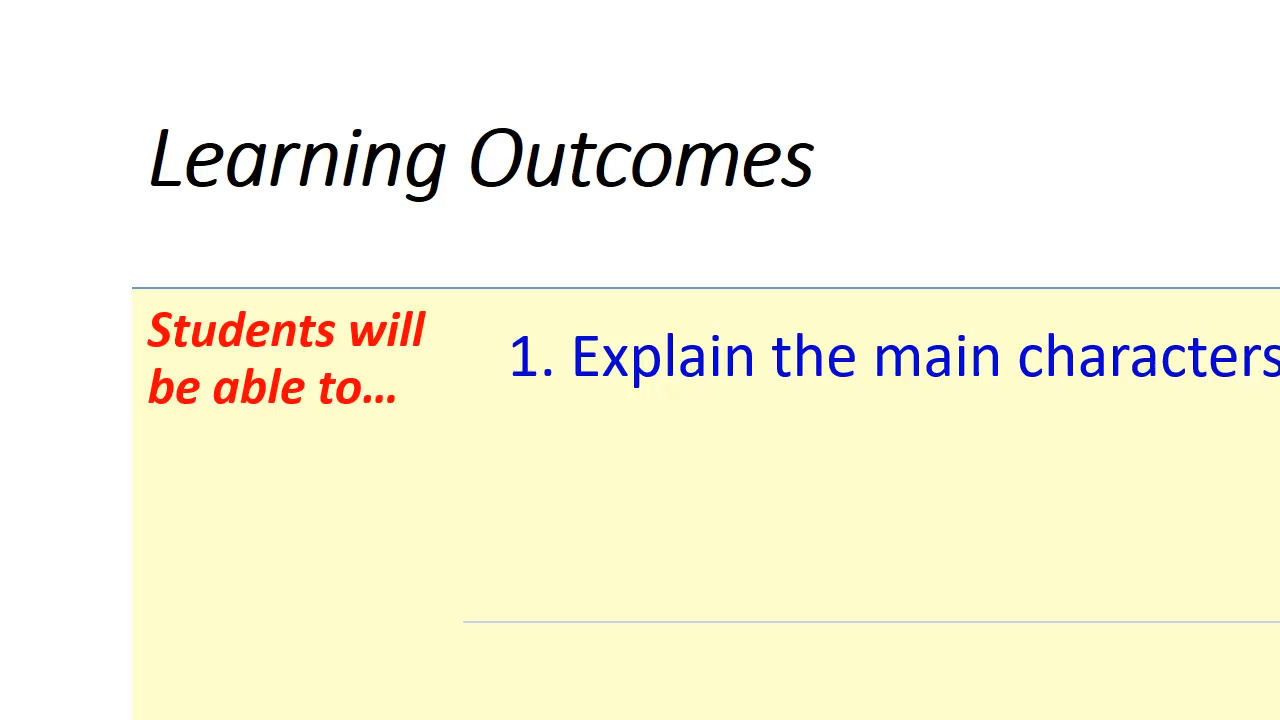 Learning Outcomes
Students will
be able to...
1. Explain the main characters